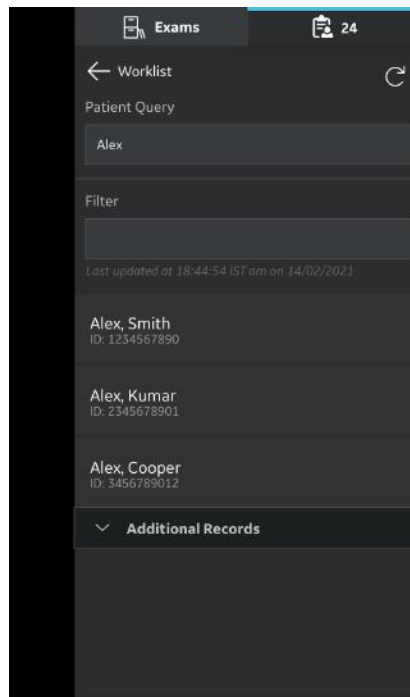 Exams
24
Worklist
Patient Query
Alex
Filter
Last updated at 18:44:54 IST am on 14/02/2021
Alex, Smith
ID: 1234567890
Alex, Kumar
ID: 2345678901
Alex, Cooper
ID: 3456789012
Additional Records